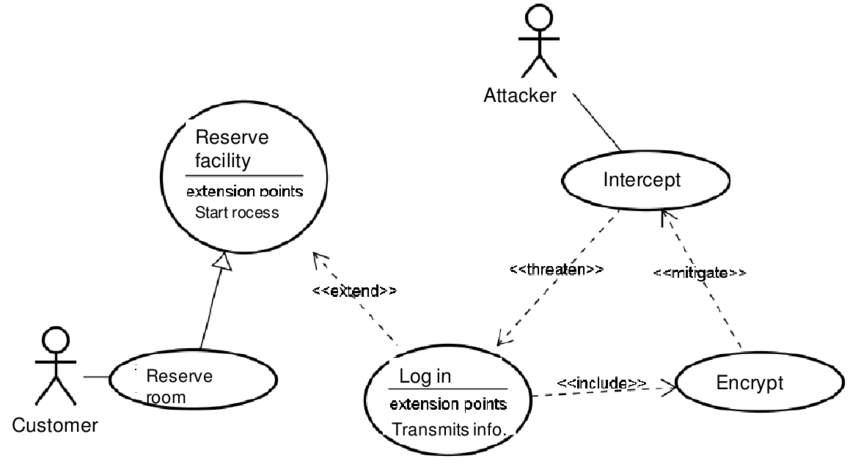 Attacker
Reserve
facility
extension points
Start rocess
Intercept
<<threaten>>
<<mitigate>>
<<extend>>
Reserve
room
Customer
Log in
extension points
Transmits info.
<<include>>
Encrypt